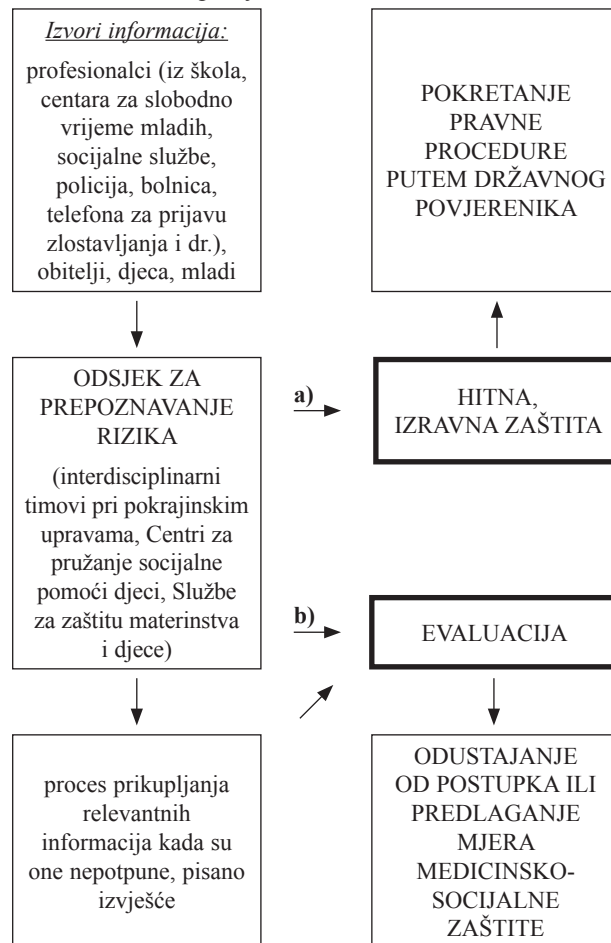 Izvori informacija:
profesionalci (iz škola,
centara za slobodno
vrijeme mladih,
socijalne službe,
policija, bolnica,
telefona za prijavu
zlostavljanja i dr.),
obitelji, djeca, mladi
POKRETANJE
PRAVNE
PROCEDURE
PUTEM DRŽAVNOG
POVJERENIKA
ODSJEK ZA
PREPOZNAVANJE
RIZIKA
(interdisciplinarni
timovi pri pokrajinskim
upravama, Centri za
pružanje socijalne
pomoći djeci, Službe
za zaštitu materinstva
i djece)
a)
HITNA,
IZRAVNA ZAŠTITA
b)
EVALUACIJA
proces prikupljanja
relevantnih
informacija kada su
one nepotpune, pisano
izvješće
ODUSTAJANJE
OD POSTUPKA ILI
PREDLAGANJE
MJERA
MEDICINSKO-
SOCIJALNE
ZAŠTITE